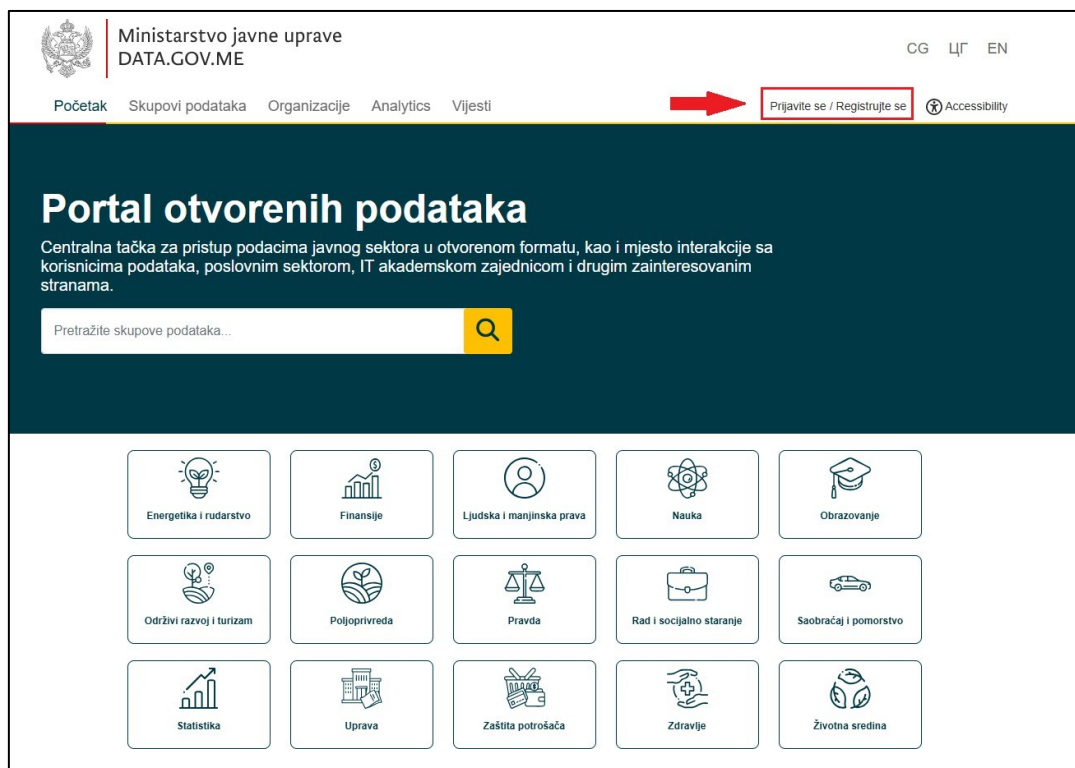 Ministarstvo javne uprave
DATA.GOV.ME
CG ЦГ EN
Početak Skupovi podataka Organizacije Analytics Vijesti Prijavite se / Registrujte se Accessibility
Portal otvorenih podataka
Centralna tačka za pristup podacima javnog sektora u otvorenom formatu, kao i mjesto interakcije sa
korisnicima podataka, poslovnim sektorom, IT akademskom zajednicom i drugim zainteresovanim
stranama.
Pretražite skupove podataka...
Energetika i rudarstvo Finansije Ljudska i manjinska prava Nauka Obrazovanje
Održivi razvoj i turizam Poljoprivreda Pravda Rad i socijalno staranje Saobraćaj i pomorstvo
Statistika Uprava Zaštita potrošača Zdravlje Životna sredina